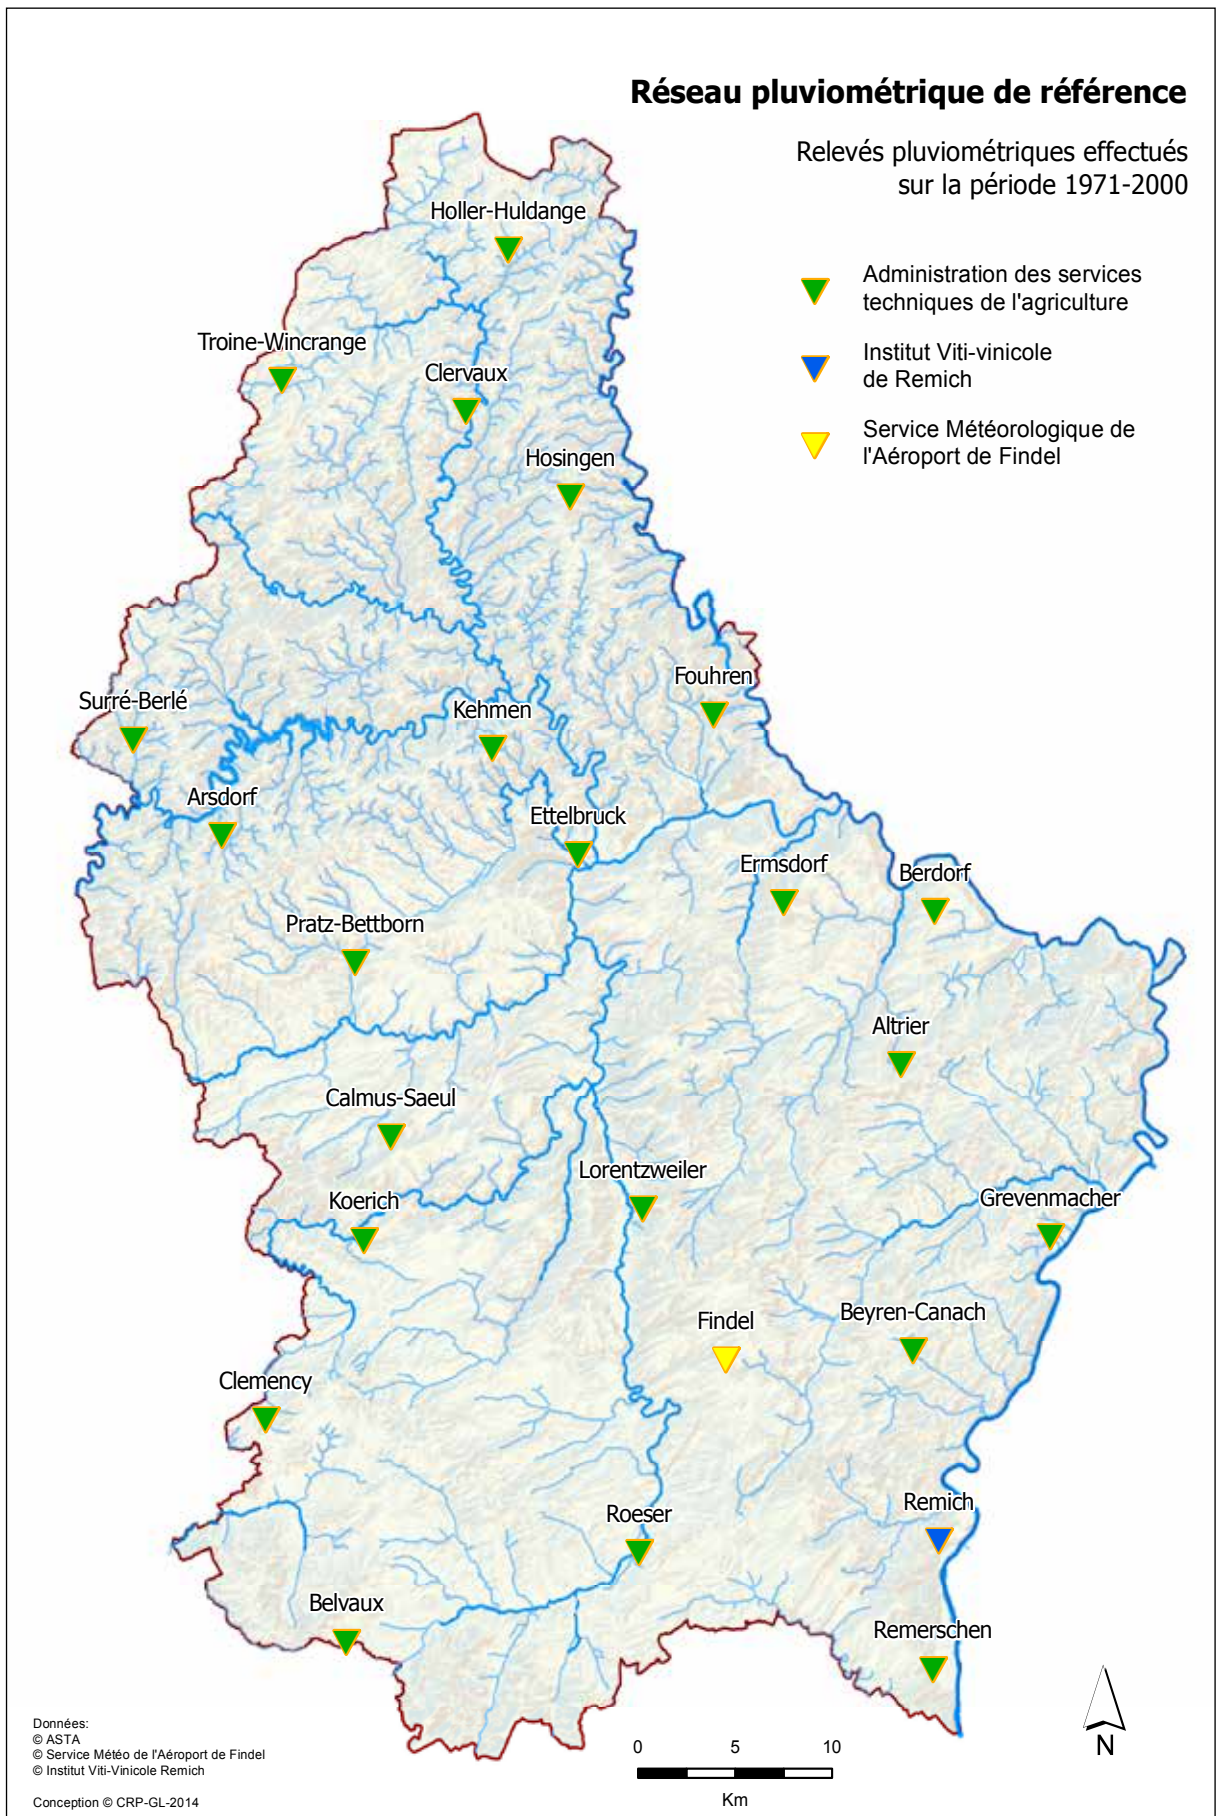 Réseau pluviométrique de référence
Relevés pluviométriques effectués
sur la période 1971-2000
Administration des services
techniques de l'agriculture
Institut Viti-vinicole
de Remich
Service Météorologique de
l'Aéroport de Findel
Holler-Huldange
Troine-Wincrange
Clervaux
Hosingen
Fouhren
Surré-Berlé
Kehmen
Arsdorf
Ettelbruck
Ermsdorf
Berdorf
Pratz-Bettborn
Altrier
Calmus-Saeul
Lorentzweiler
Koerich
Grevenmacher
Findel
Beyren-Canach
Clemency
Remich
Roeser
Belvaux
Remerschen
Données:
© ASTA
© Service Météo de l'Aéroport de Findel
© Institut Viti-Vinicole Remich
Conception © CRP-GL-2014
0 5 10
Km
N